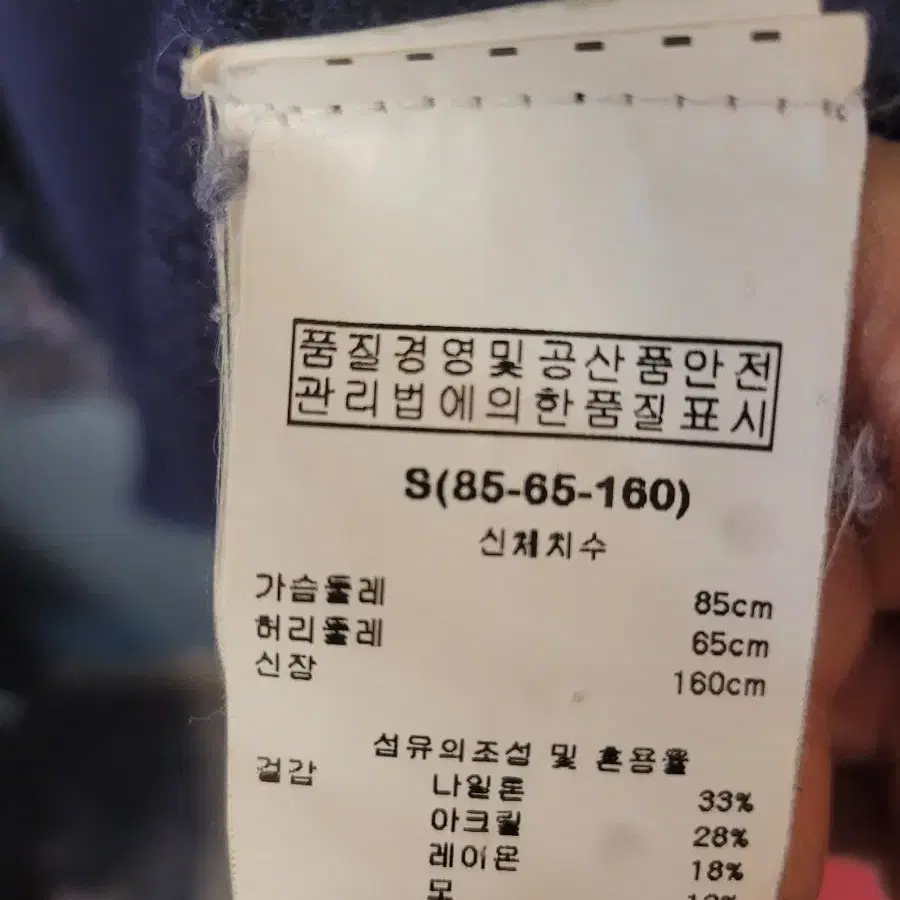 품질경영및공산품안전
관리법에의한품질표시
S(85-65-160)
신체치수
가슴둘레 85cm
허리둘레 65cm
신장 160cm
섬유의조성 및 혼용율
겉감 나일론 33%
아크릴 28%
레이온 18%
모